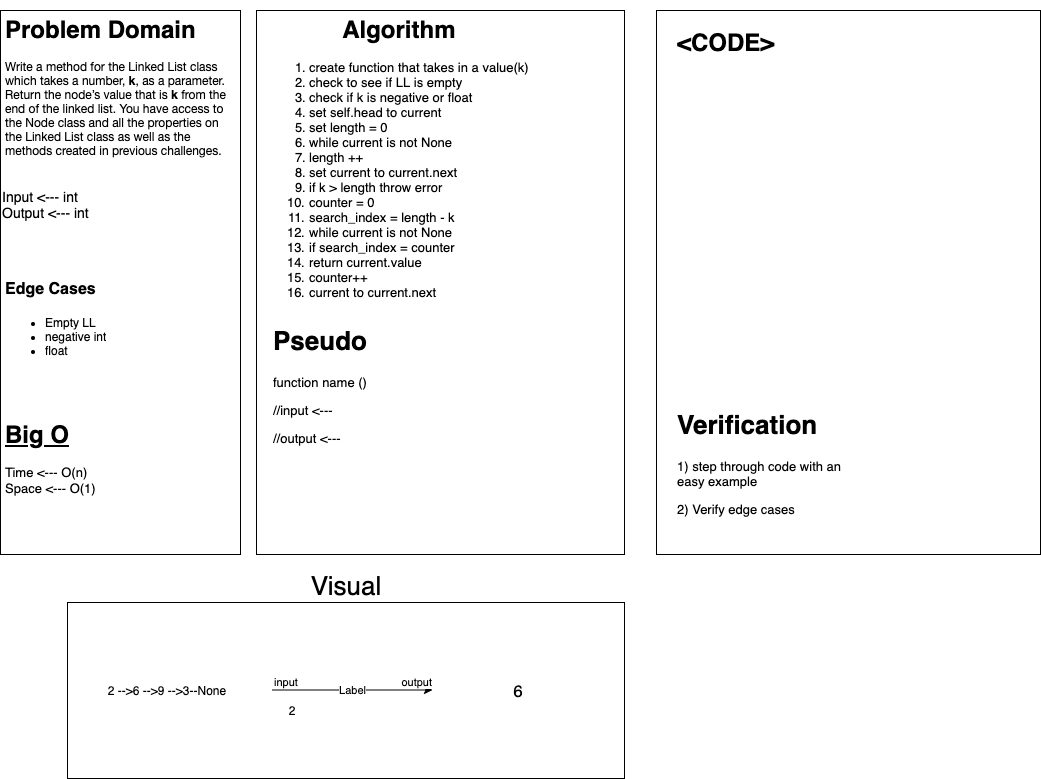 Problem Domain
Write a method for the Linked List class
which takes a number, k, as a parameter.
Return the node's value that is k from the
end of the linked list. You have access to
the Node class and all the properties on
the Linked List class as well as the
methods created in previous challenges.
Input <--- int
Output <--- int
Edge Cases
• Empty LL
• negative int
• float
Big O
Time <--- O(n)
Space <--- O(1)
Algorithm
1. create function that takes in a value(k)
2. check to see if LL is empty
3. check if k is negative or float
4. set self.head to current
5. set length = 0
6. while current is not None
7. length ++
8. set current to current.next
9. if k > length throw error
10. counter = 0
11. search_index = length - k
12. while current is not None
13. if search_index = counter
14. return current.value
15. counter++
16. current to current.next
Pseudo
function name ()
//input <---
//output <---
<CODE>
Verification
1) step through code with an
easy example
2) Verify edge cases
Visual
2 -->6 -->9 -->3--None
input
Label
output
2
6